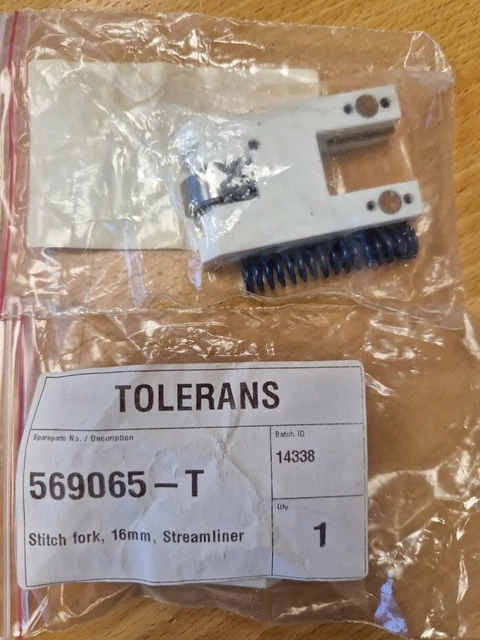 TOLERANS
Spareparts No. / Description
569065-T
Stitch fork, 16mm, Streamliner
Batch ID
14338
Qty
1